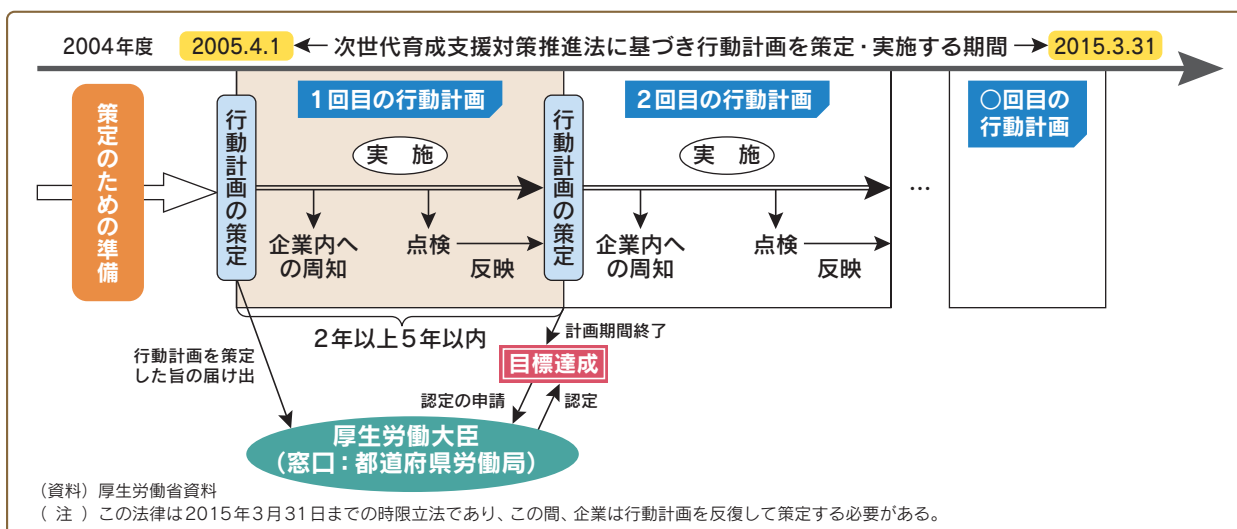 2004年度
2005.4.1
次世代育成支援対策推進法に基づき行動計画を策定・実施する期間
2015.3.31
策定のための準備
行動計画の策定
1回目の行動計画
実　施
企業内へ
の周知
点検
反映
行動計画の策定
2回目の行動計画
実　施
企業内へ
の周知
点検
反映
…
○回目の
行動計画
2年以上5年以内
行動計画を策定
した旨の届け出
計画期間終了
目標達成
認定の申請
認定
厚生労働大臣
(窓口:都道府県労働局)
(資料) 厚生労働省資料
( 注 ) この法律は2015年3月31日までの時限立法であり、この間、企業は行動計画を反復して策定する必要がある。